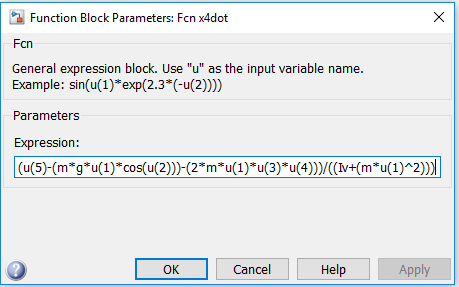 Function Block Parameters: Fcn x4dot
Fcn
General expression block. Use "u" as the input variable name.
Example: sin(u(1)*exp(2.3*(-u(2))))
Parameters
Expression:
(u(5)-(m*g*u(1)*cos(u(2)))-(2*m*u(1)*u(3)*u(4)))/((Iv+(m*u(1)^2)))
OK
Cancel
Help
Apply